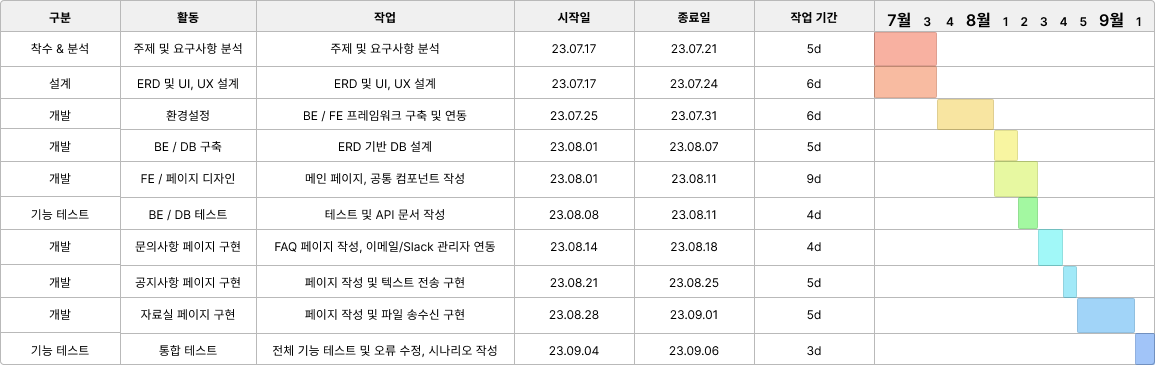 구분 활동 작업 시작일 종료일 작업 기간 7월 3 4 8월 1 2 3 4 5 9월 1
착수 & 분석 주제 및 요구사항 분석 주제 및 요구사항 분석 23.07.17 23.07.21 5d
설계 ERD 및 UI, UX 설계 ERD 및 UI, UX 설계 23.07.17 23.07.24 6d
개발 환경설정 BE / FE 프레임워크 구축 및 연동 23.07.25 23.07.31 6d
개발 BE / DB 구축 ERD 기반 DB 설계 23.08.01 23.08.07 5d
개발 FE / 페이지 디자인 메인 페이지, 공통 컴포넌트 작성 23.08.01 23.08.11 9d
기능 테스트 BE / DB 테스트 테스트 및 API 문서 작성 23.08.08 23.08.11 4d
개발 문의사항 페이지 구현 FAQ 페이지 작성, 이메일/Slack 관리자 연동 23.08.14 23.08.18 4d
개발 공지사항 페이지 구현 페이지 작성 및 텍스트 전송 구현 23.08.21 23.08.25 5d
개발 자료실 페이지 구현 페이지 작성 및 파일 송수신 구현 23.08.28 23.09.01 5d
기능 테스트 통합 테스트 전체 기능 테스트 및 오류 수정, 시나리오 작성 23.09.04 23.09.06 3d